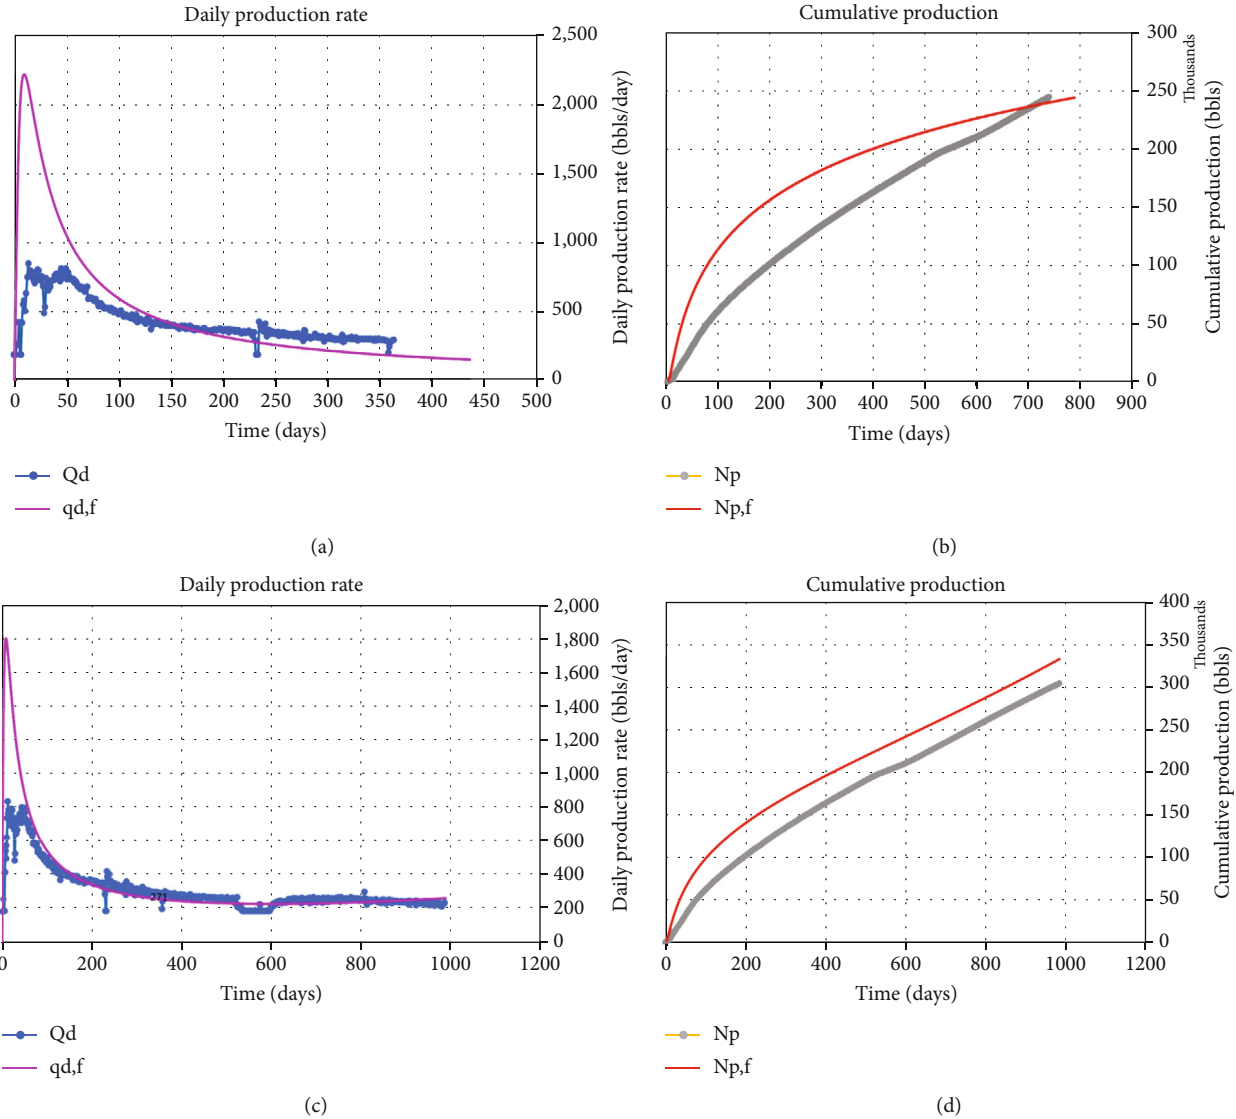 Daily production rate
2,500
2,000
1,500
1,000
500
0
Daily production rate (bbls/day)
0 50 100 150 200 250 300 350 400 450 500
Time (days)
Qd
qd,f
(a)
Cumulative production
300
250
200
150
100
50
0
Thousands
Cumulative production (bbls)
0 100 200 300 400 500 600 700 800 900
Time (days)
Np
Np,f
(b)
Daily production rate
2,000
1,800
1,600
1,400
1,200
1,000
800
600
400
200
0
Daily production rate (bbls/day)
271
0 200 400 600 800 1000 1200
Time (days)
Qd
qd,f
(c)
Cumulative production
400
350
300
250
200
150
100
50
0
Thousands
Cumulative production (bbls)
0 200 400 600 800 1000 1200
Time (days)
Np
Np,f
(d)